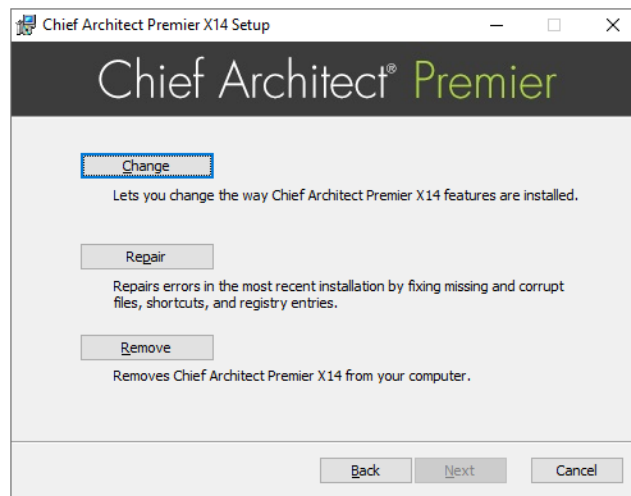 Chief Architect Premier X14 Setup
Chief Architect® Premier
Change
Lets you change the way Chief Architect Premier X14 features are installed.
Repair
Repairs errors in the most recent installation by fixing missing and corrupt
files, shortcuts, and registry entries.
Remove
Removes Chief Architect Premier X14 from your computer.
Back Next Cancel